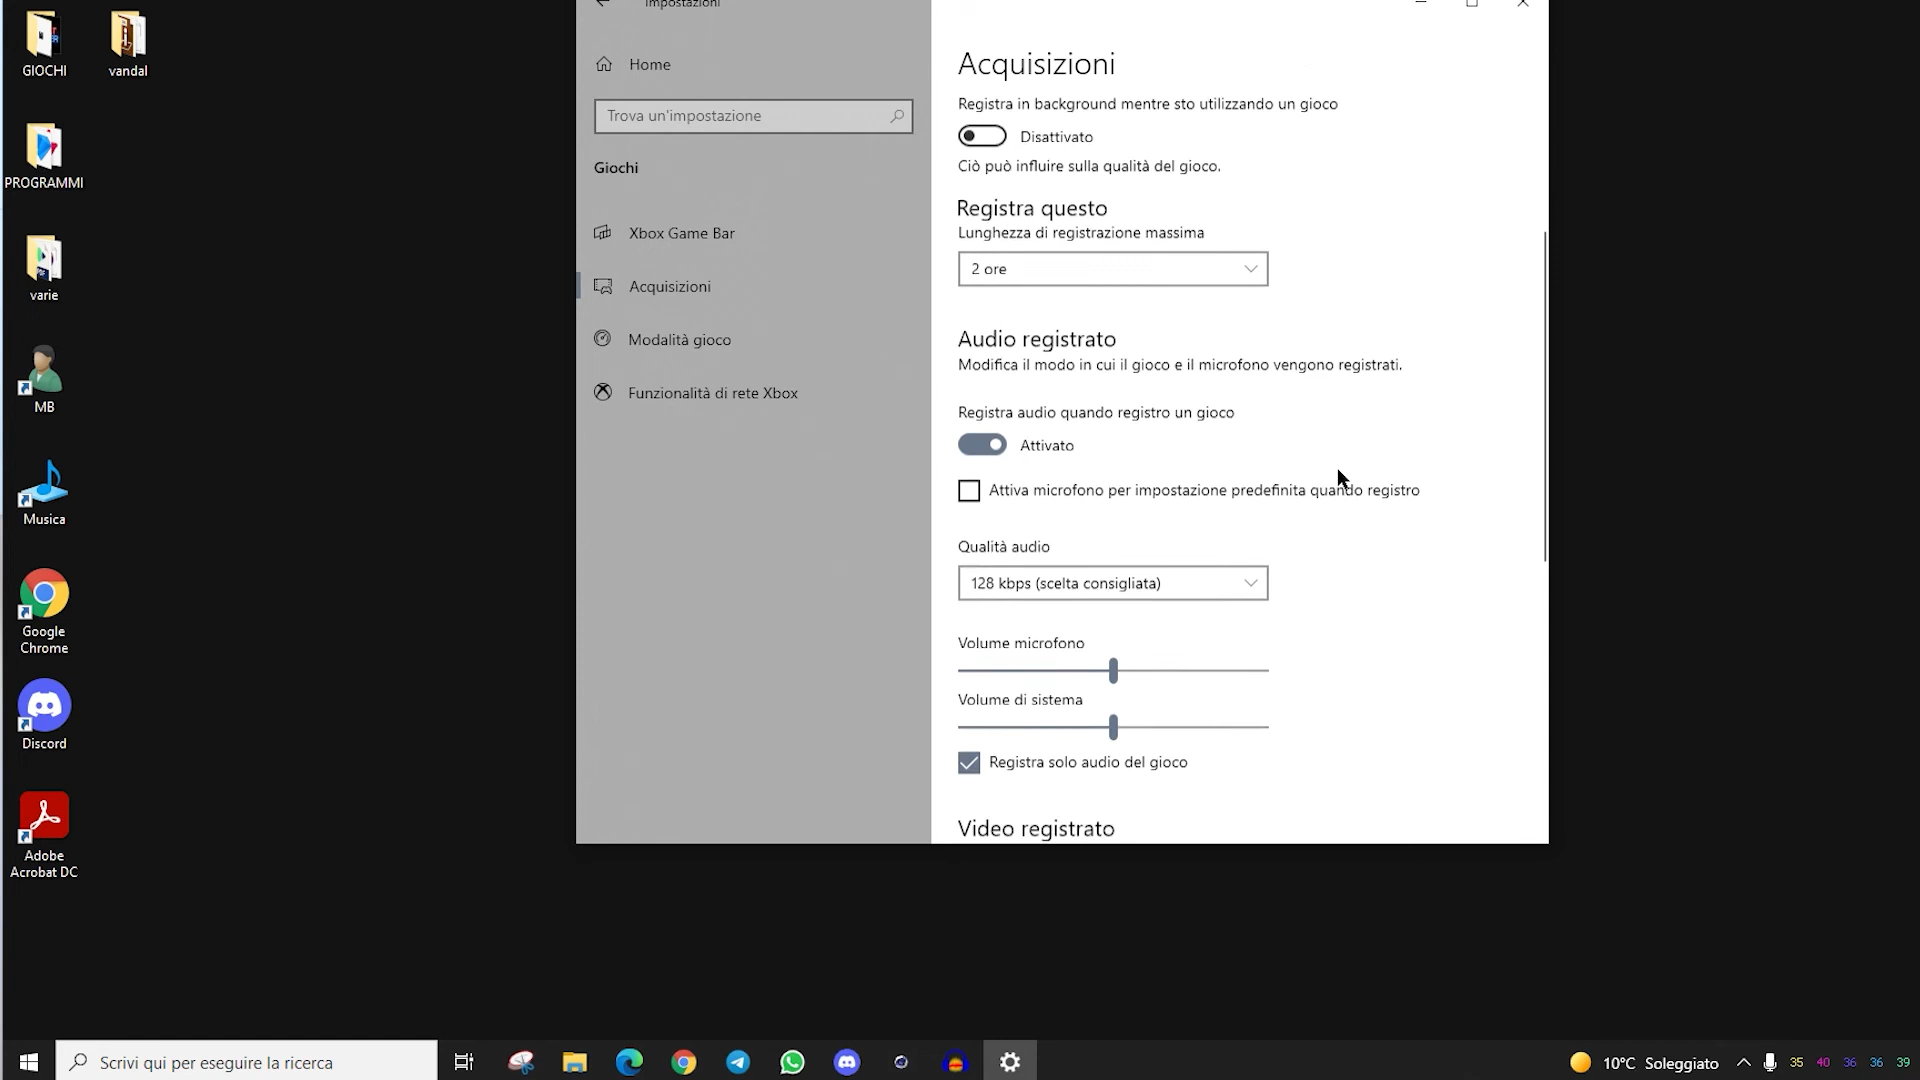 GIOCHI
vandal
PROGRAMMI
varie
MB
Musica
Google
Chrome
Discord
Adobe
Acrobat DC
Impostazioni
Home
Trova un'impostazione
Giochi
Xbox Game Bar
Acquisizioni
Modalità gioco
Funzionalità di rete Xbox
Acquisizioni
Registra in background mentre sto utilizzando un gioco
Disattivato
Ciò può influire sulla qualità del gioco.
Registra questo
Lunghezza di registrazione massima
2 ore
Audio registrato
Modifica il modo in cui il gioco e il microfono vengono registrati.
Registra audio quando registro un gioco
Attivato
Attiva microfono per impostazione predefinita quando registro
Qualità audio
128 kbps (scelta consigliata)
Volume microfono
Volume di sistema
Registra solo audio del gioco
Video registrato
Scrivi qui per eseguire la ricerca
10°C Soleggiato
35 40 36 36 39